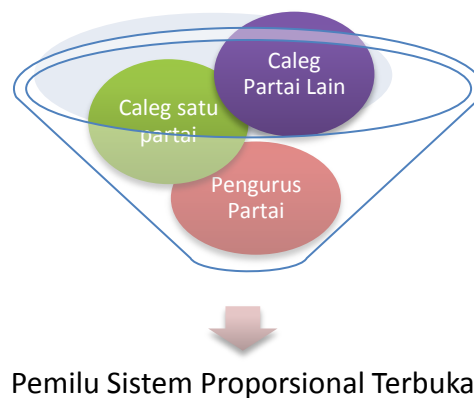 Caleg
Partai Lain
Caleg satu
partai
Pengurus
Partai
Pemilu Sistem Proporsional Terbuka